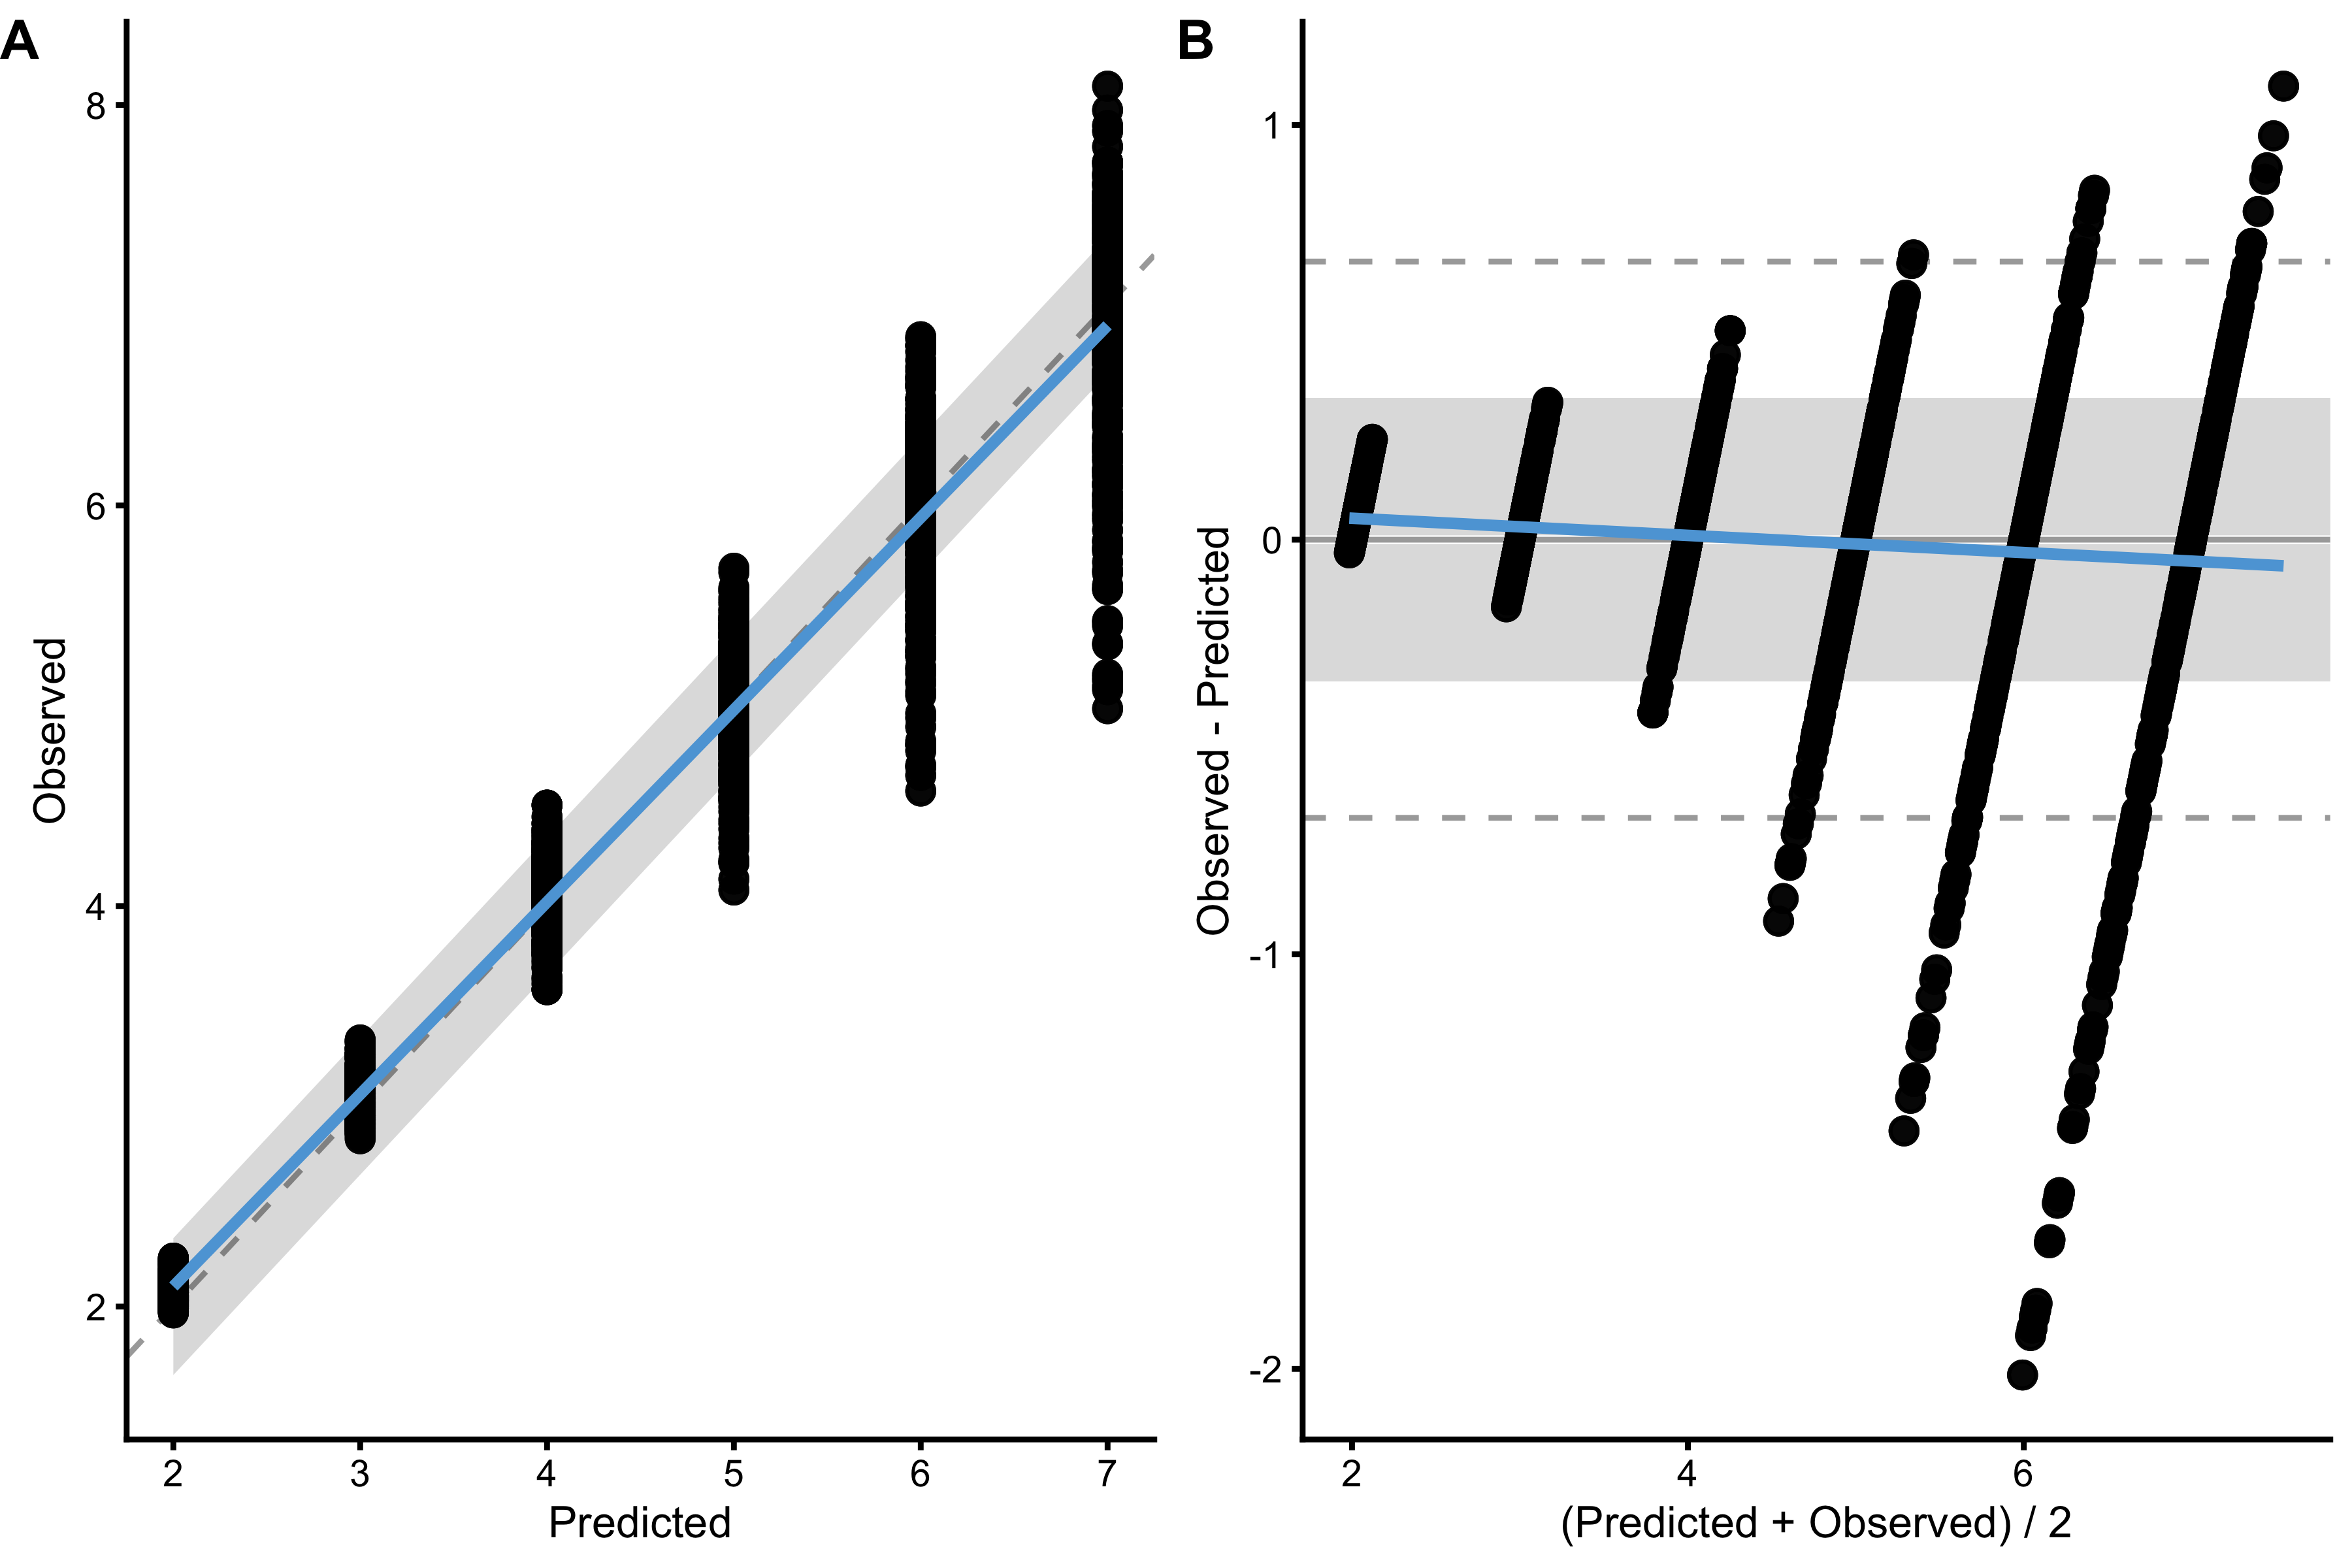 A
8
6
4
2
Observed
2 3 4 5 6 7
Predicted
B
1
0
-1
-2
Observed - Predicted
2 4 6
(Predicted + Observed) / 2